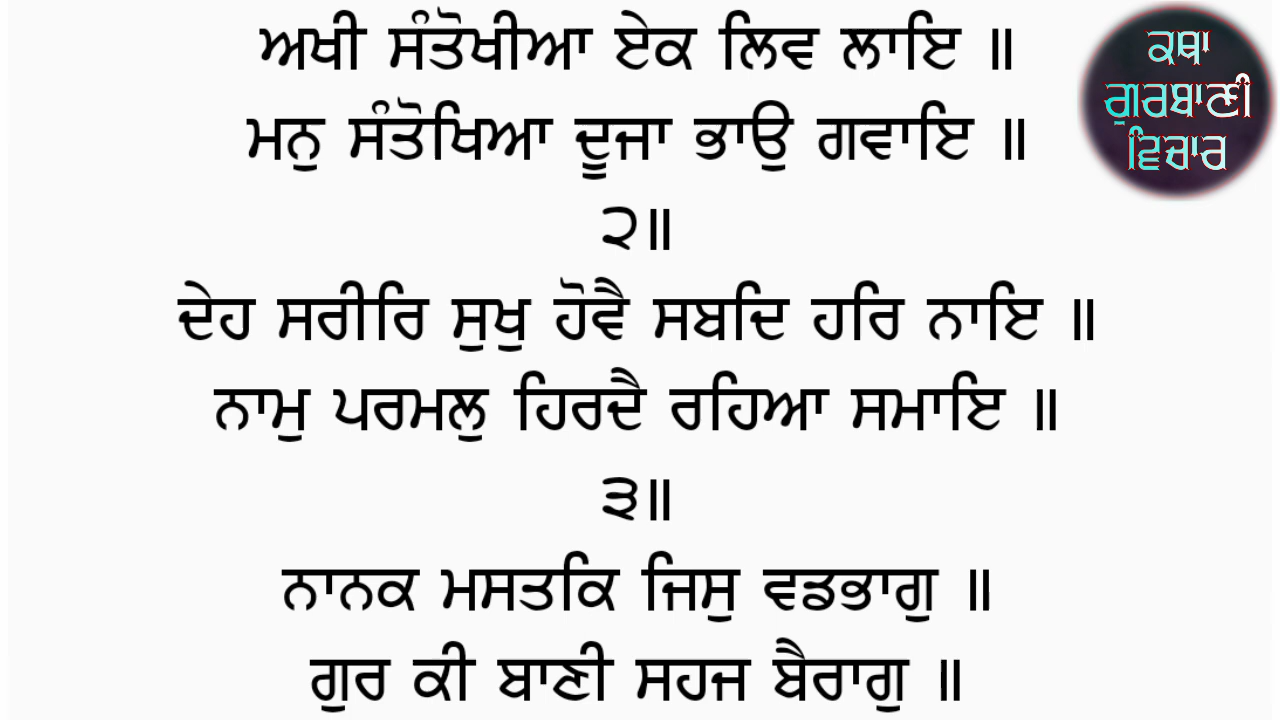 ਅਖੀ ਸੰਤੋਖੀਆ ਏਕ ਲਿਵ ਲਾਇ ॥
ਮਨੁ ਸੰਤੋਖਿਆ ਦੂਜਾ ਭਾਉ ਗਵਾਇ ॥
੨॥
ਦੇਹ ਸਰੀਰਿ ਸੁਖੁ ਹੋਵੈ ਸਬਦਿ ਹਰਿ ਨਾਇ ॥
ਨਾਮੁ ਪਰਮਲੁ ਹਿਰਦੈ ਰਹਿਆ ਸਮਾਇ ॥
੩॥
ਨਾਨਕ ਮਸਤਕਿ ਜਿਸੁ ਵਡਭਾਗੁ ॥
ਗੁਰ ਕੀ ਬਾਣੀ ਸਹਜ ਬੈਰਾਗੁ ॥
ਕਥਾ
ਗੁਰਬਾਣੀ
ਵਿਚਾਰ